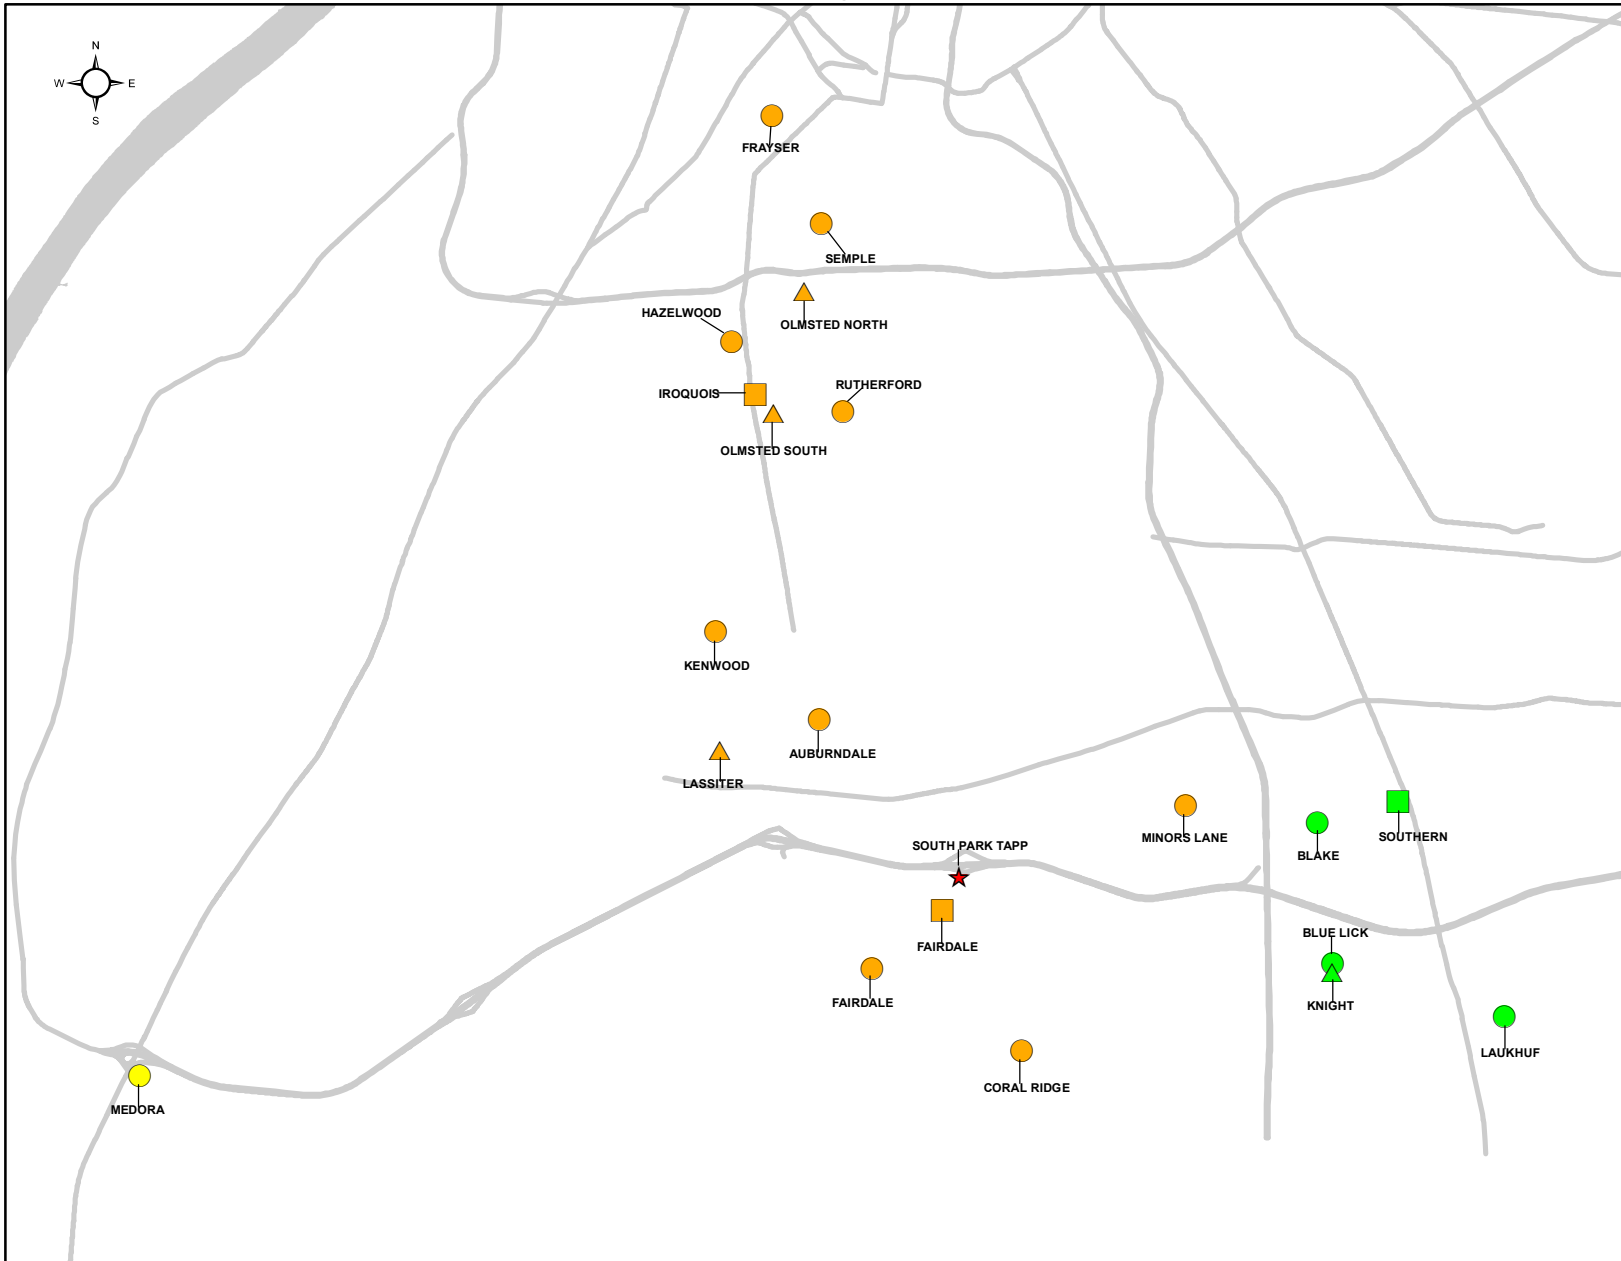 N
W E
S
FRAYSER
SEMPLE
HAZELWOOD
OLMSTED NORTH
RUTHERFORD
IROQUOIS
OLMSTED SOUTH
KENWOOD
AUBURNDALE
LASSITER
MINORS LANE
SOUTHERN
SOUTH PARK TAPP
BLAKE
BLUE LICK
FAIRDALE
FAIRDALE
KNIGHT
LAUKHUF
CORAL RIDGE
MEDORA